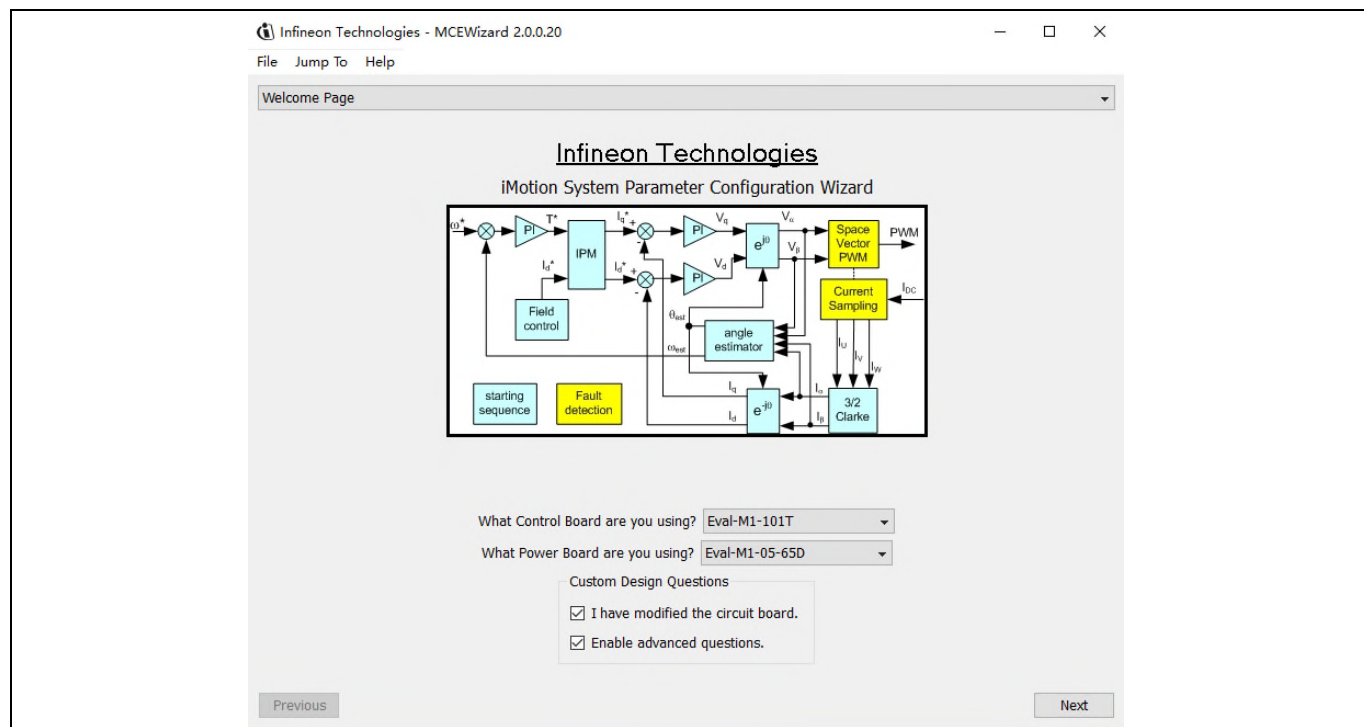 Infineon Technologies - MCEWizard 2.0.0.20
File Jump To Help
Welcome Page
Infineon Technologies
iMotion System Parameter Configuration Wizard
ω*
PI
T*
IPM
Iq*
+
-
PI
Vq
e^jθ
Vα
Space
Vector
PWM
PWM
Id*
Id*
+
-
PI
Vd
Vβ
Field
control
Current
Sampling
IDC
θest
angle
estimator
ωest
IU
IV
IW
starting
sequence
Fault
detection
Iq
Id
e^-jθ
Iα
Iβ
3/2
Clarke
What Control Board are you using? Eval-M1-101T
What Power Board are you using? Eval-M1-05-65D
Custom Design Questions
I have modified the circuit board.
Enable advanced questions.
Previous
Next